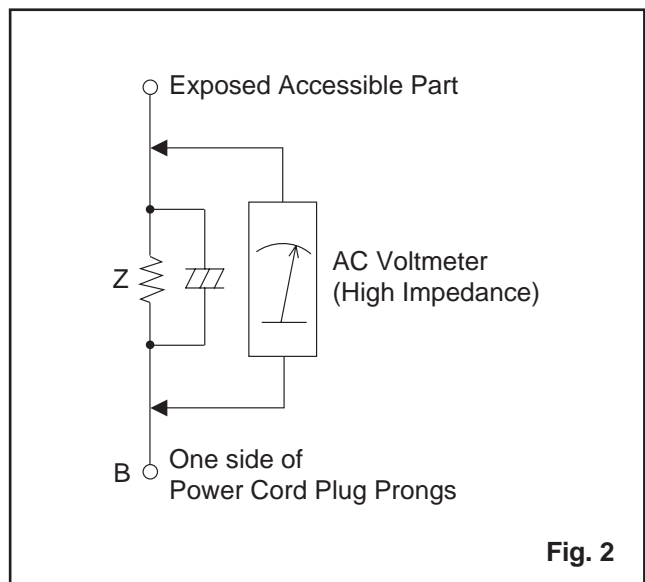 Exposed Accessible Part
Z
AC Voltmeter
(High Impedance)
B
One side of
Power Cord Plug Prongs
Fig. 2